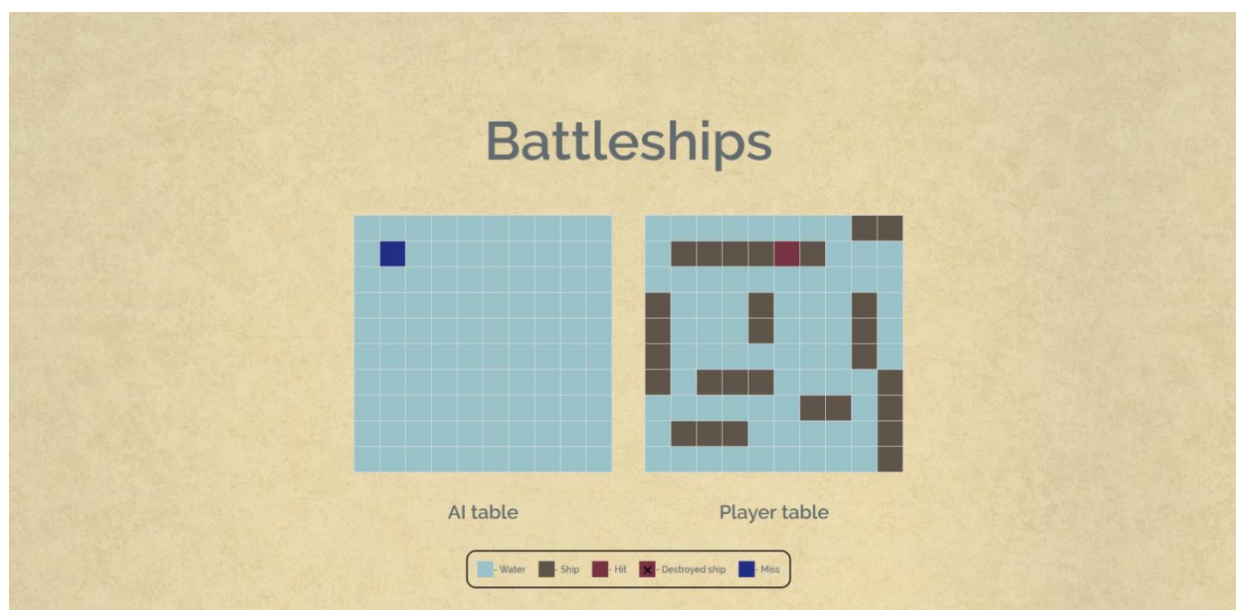 Battleships
AI table Player table
- Water - Ship - Hit - Destroyed ship - Miss